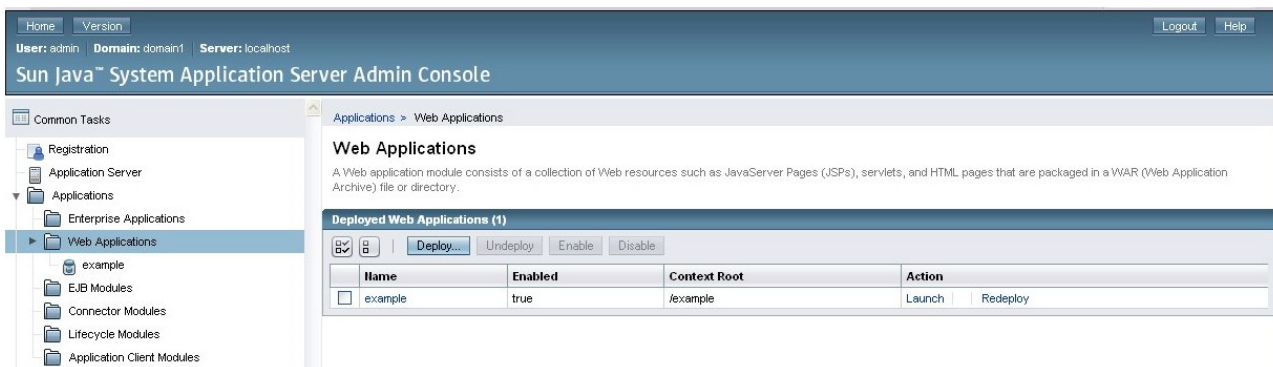 Home Version Logout Help
User: admin Domain: domain1 Server: localhost
Sun Java™ System Application Server Admin Console
Common Tasks
Registration
Application Server
Applications
Enterprise Applications
Web Applications
example
EJB Modules
Connector Modules
Lifecycle Modules
Application Client Modules
Applications > Web Applications
Web Applications
A Web application module consists of a collection of Web resources such as JavaServer Pages (JSPs), servlets, and HTML pages that are packaged in a WAR (Web Application
Archive) file or directory.
Deployed Web Applications (1)
Deploy... Undeploy Enable Disable
Name Enabled Context Root Action
example true /example Launch Redeploy